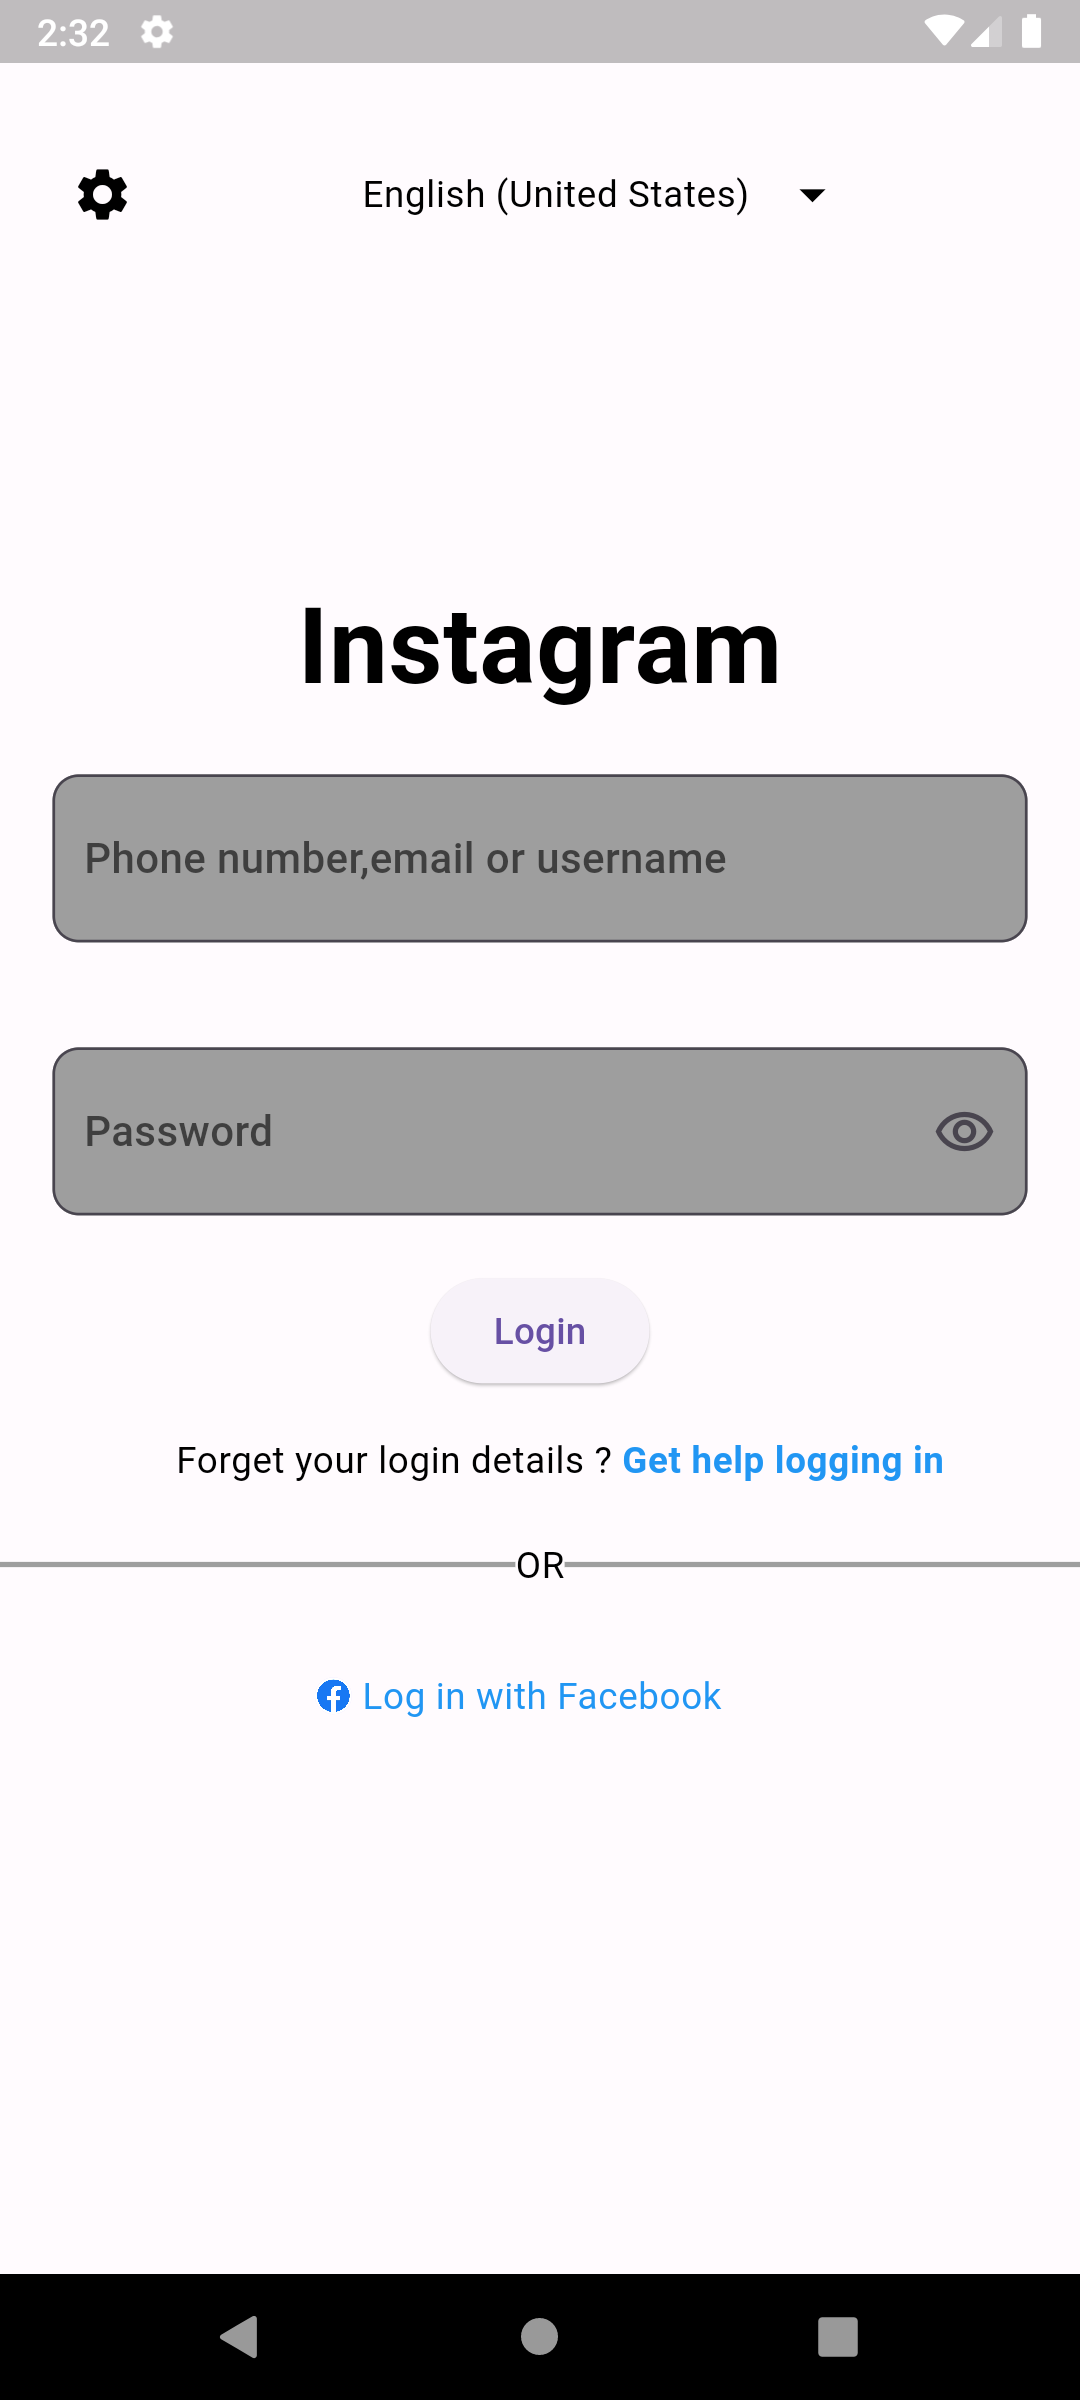 2:32
English (United States)
Instagram
Phone number,email or username
Password
Login
Forget your login details ? Get help logging in
OR
Log in with Facebook